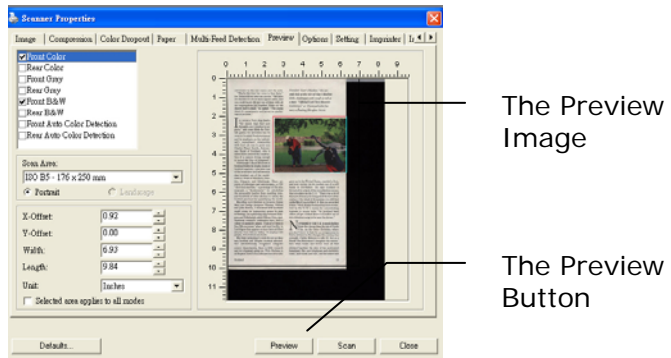 Scanner Properties
Image | Compression | Color Dropout | Paper | Multi-Feed Detection | Preview | Options | Setting | Imprinter |
Front Color
Rear Color
Front Gray
Rear Gray
Front B&W
Rear B&W
Front Auto Color Detection
Rear Auto Color Detection
Scan Area:
ISO B5 - 176 x 250 mm
Portrait
Landscape
X-Offset: 0.92
Y-Offset: 0.00
Width: 6.93
Length: 9.84
Unit: Inches
Selected area applies to all modes
0 1 2 3 4 5 6 7 8 9
0
1
2
3
4
5
6
7
8
9
10
11
The Preview
Image
The Preview
Button
Defaults...
Preview
Scan
Close